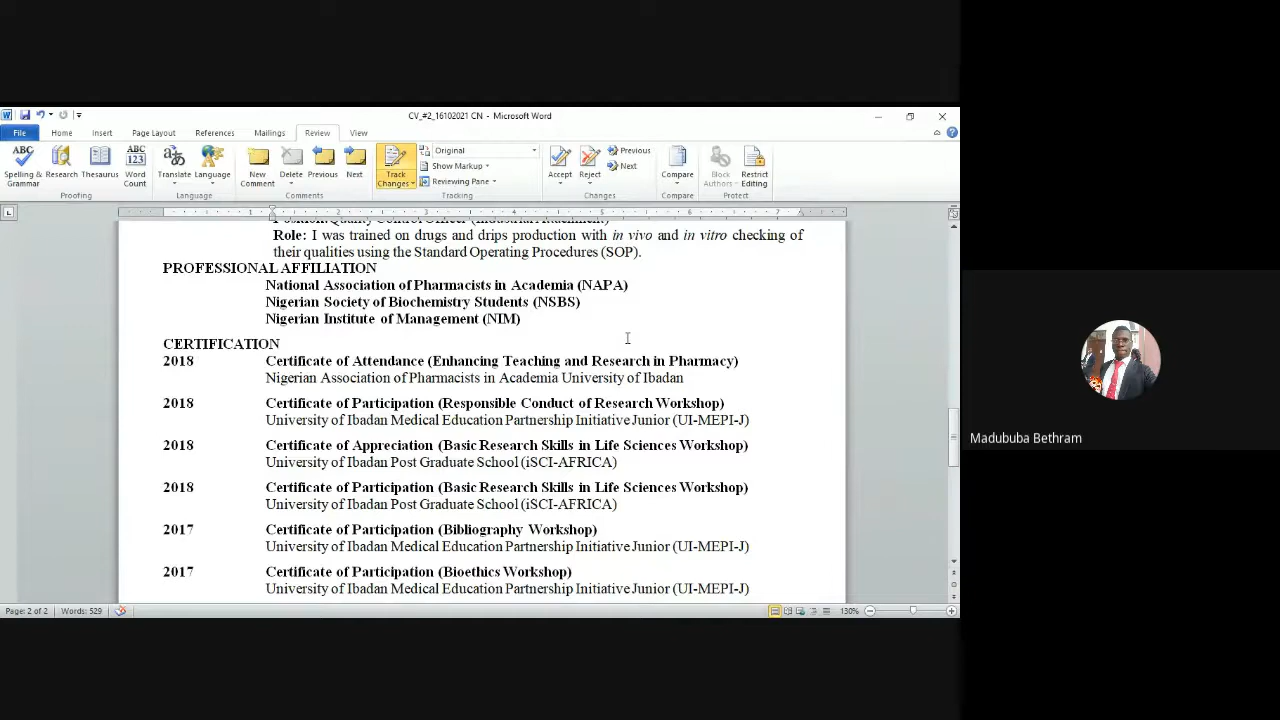 CV_#2_16102021 CN - Microsoft Word
File Home Insert Page Layout References Mailings Review View
Spelling & Grammar
Research
Thesaurus
Word Count
Proofing
Translate
Language
Language
New Comment
Delete
Previous
Next
Comments
Track Changes
Original
Show Markup
Reviewing Pane
Tracking
Accept
Reject
Previous
Next
Changes
Compare
Compare
Block Authors
Restrict Editing
Protect
Position: Quality Control Officer (Industrial Attachment)
Role: I was trained on drugs and drips production with in vivo and in vitro checking of
their qualities using the Standard Operating Procedures (SOP).
PROFESSIONAL AFFILIATION
National Association of Pharmacists in Academia (NAPA)
Nigerian Society of Biochemistry Students (NSBS)
Nigerian Institute of Management (NIM)
CERTIFICATION
2018 Certificate of Attendance (Enhancing Teaching and Research in Pharmacy)
Nigerian Association of Pharmacists in Academia University of Ibadan
2018 Certificate of Participation (Responsible Conduct of Research Workshop)
University of Ibadan Medical Education Partnership Initiative Junior (UI-MEPI-J)
2018 Certificate of Appreciation (Basic Research Skills in Life Sciences Workshop)
University of Ibadan Post Graduate School (iSCI-AFRICA)
2018 Certificate of Participation (Basic Research Skills in Life Sciences Workshop)
University of Ibadan Post Graduate School (iSCI-AFRICA)
2017 Certificate of Participation (Bibliography Workshop)
University of Ibadan Medical Education Partnership Initiative Junior (UI-MEPI-J)
2017 Certificate of Participation (Bioethics Workshop)
University of Ibadan Medical Education Partnership Initiative Junior (UI-MEPI-J)
Page: 2 of 2 Words: 529 130%
Madububa Bethram